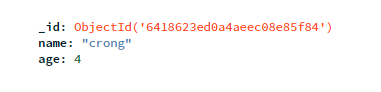 _id: ObjectId('6418623ed0a4aeec08e85f84')
name: "crong"
age: 4